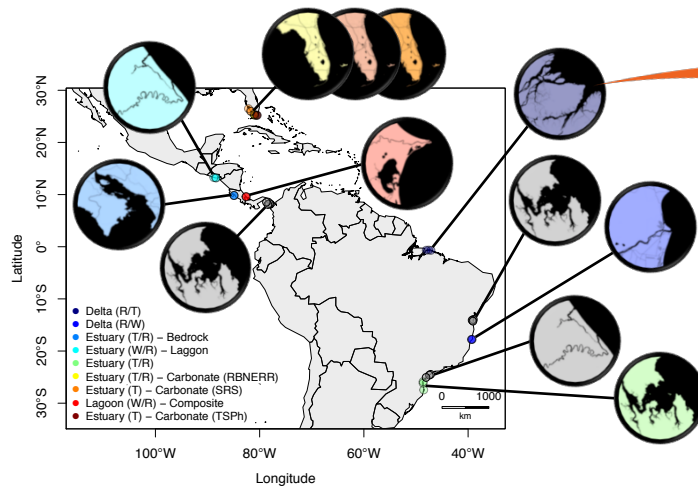 30°N
20°N
10°N
0°
10°S
20°S
30°S
Latitude
Delta (R/T)
Delta (R/W)
Estuary (T/R) – Bedrock
Estuary (W/R) – Laggon
Estuary (T/R)
Estuary (T/R) – Carbonate (RBNERR)
Estuary (T) – Carbonate (SRS)
Lagoon (W/R) – Composite
Estuary (T) – Carbonate (TSPh)
0 1000
km
100°W 80°W 60°W 40°W
Longitude